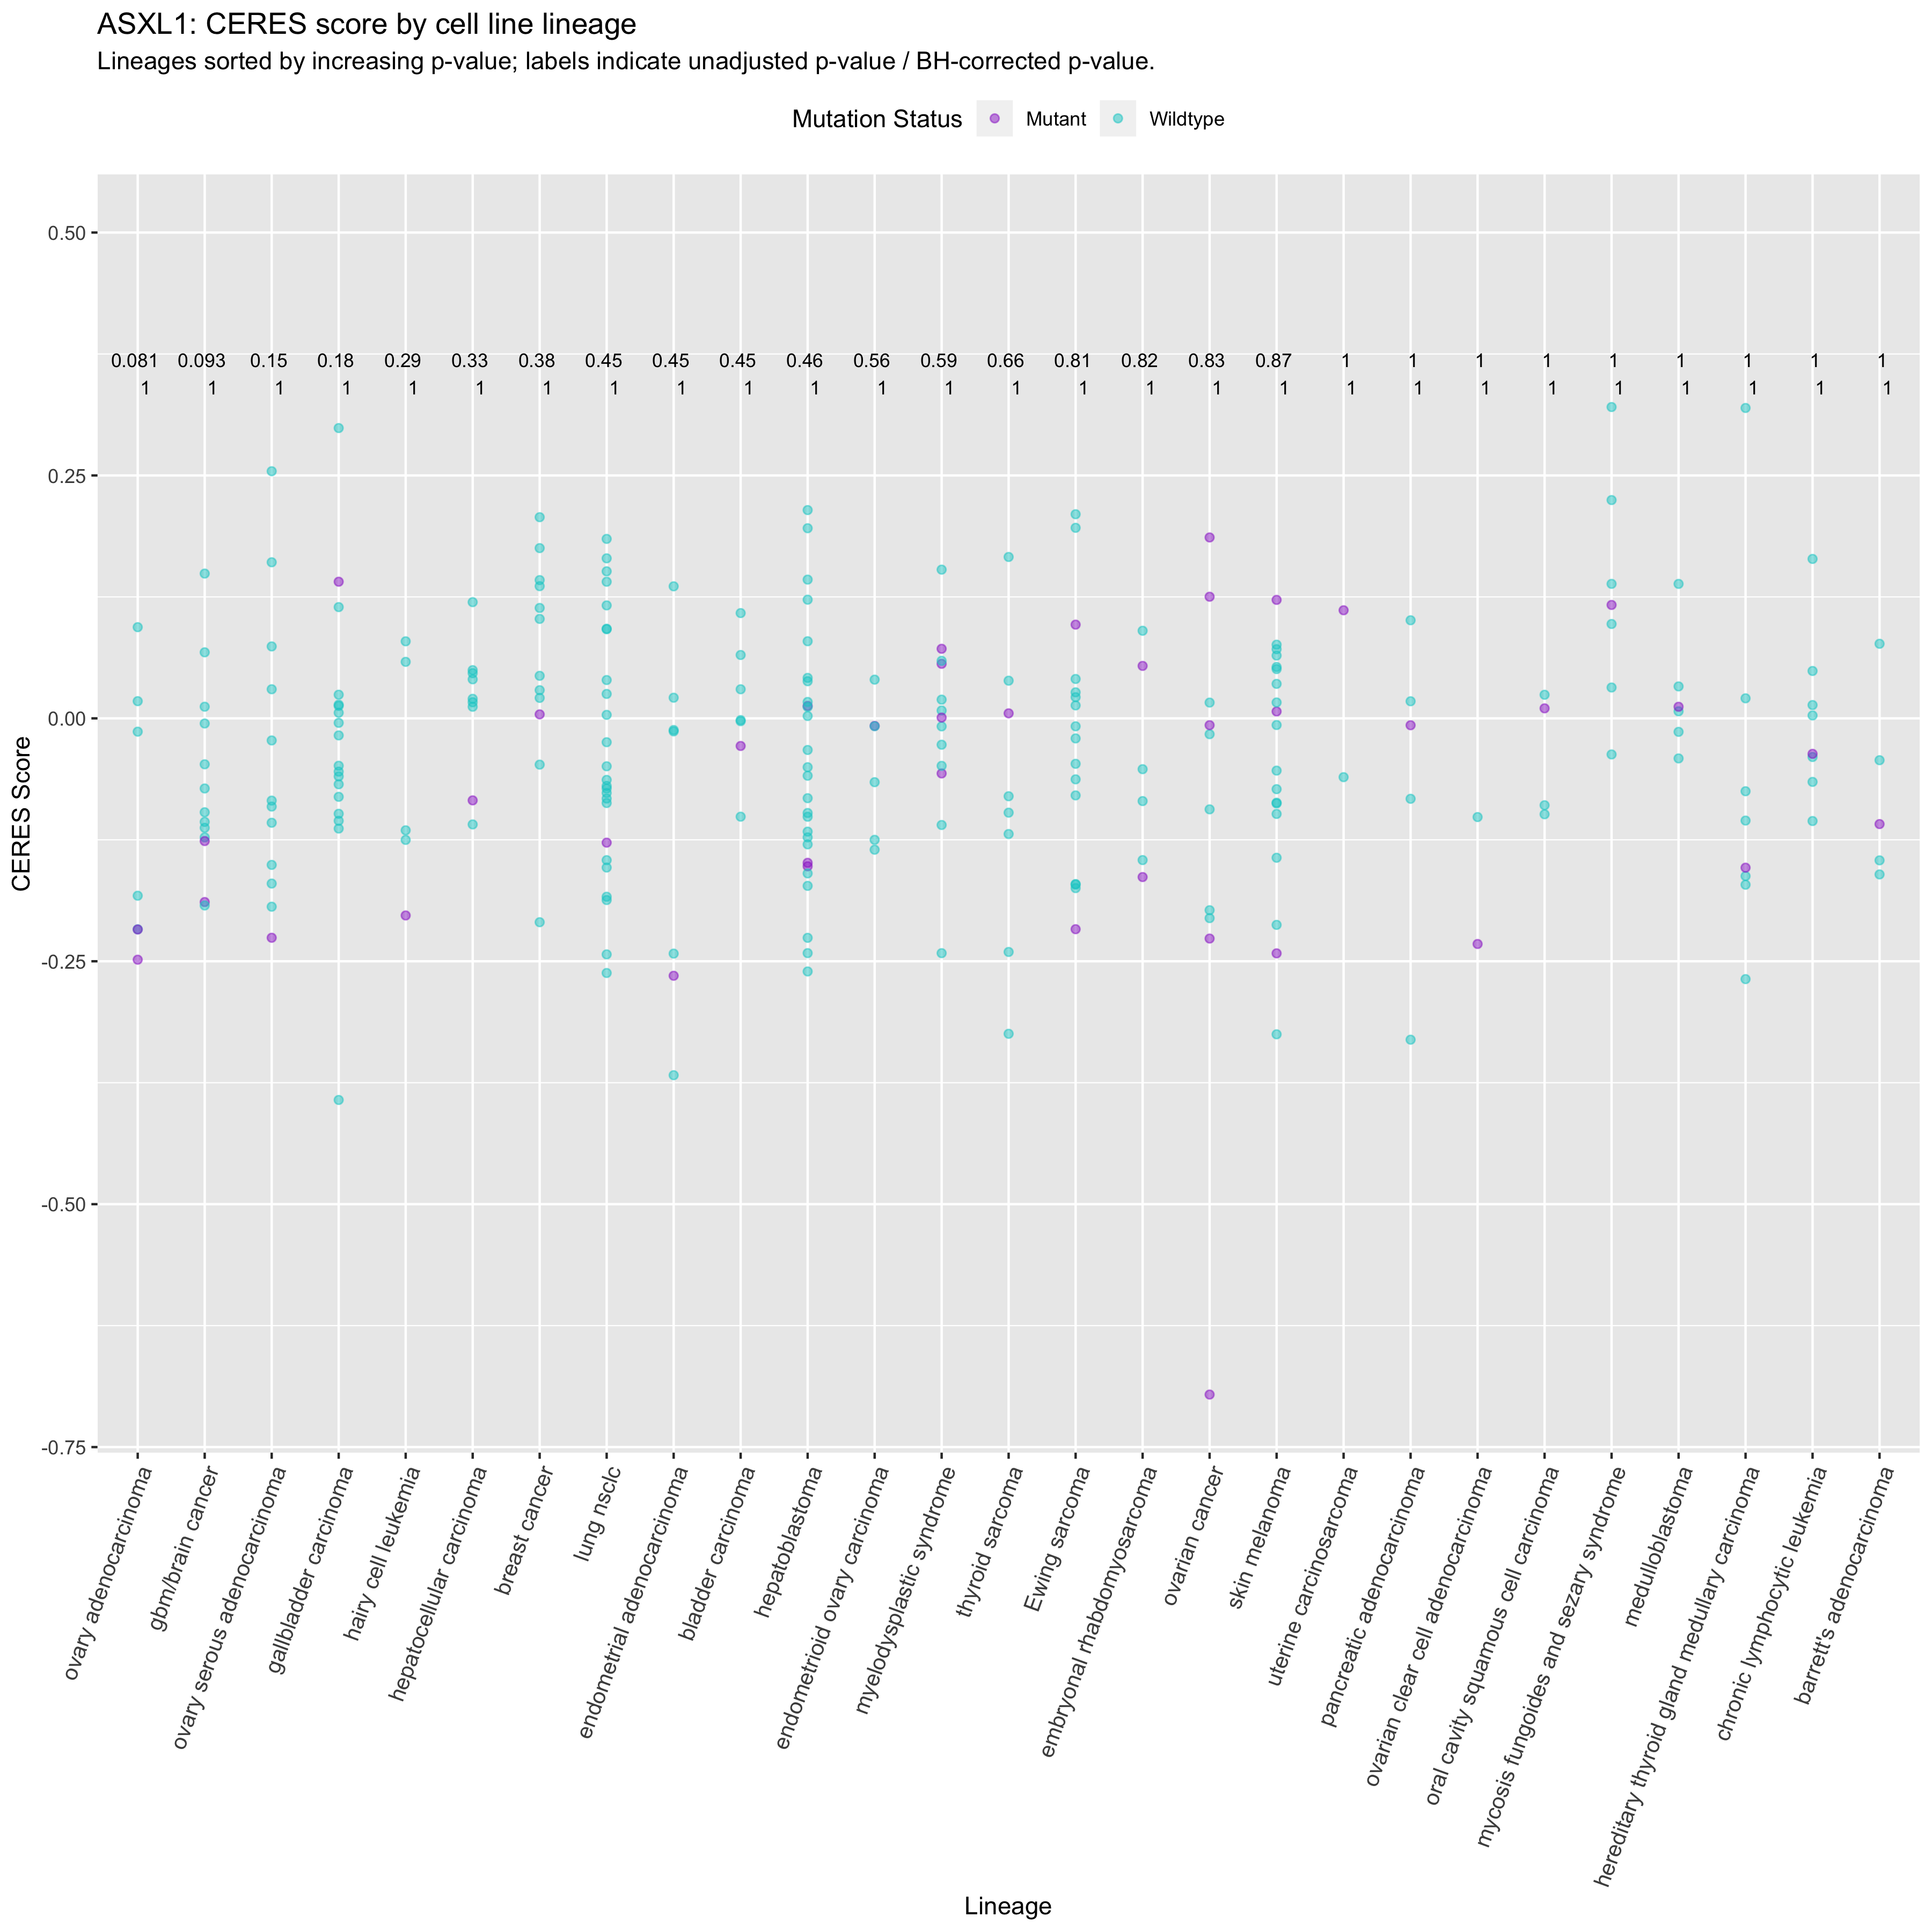 ASXL1: CERES score by cell line lineage
Lineages sorted by increasing p-value; labels indicate unadjusted p-value / BH-corrected p-value.
Mutation Status Mutant Wildtype
0.50
0.081 0.093 0.15 0.18 0.29 0.33 0.38 0.45 0.45 0.45 0.46 0.56 0.59 0.66 0.81 0.82 0.83 0.87 1 1 1 1 1 1 1 1 1
1 1 1 1 1 1 1 1 1 1 1 1 1 1 1 1 1 1 1 1 1 1 1 1 1 1 1
0.25
0.00
-0.25
-0.50
-0.75
CERES Score
ovary adenocarcinoma
gbm/brain cancer
ovary serous adenocarcinoma
gallbladder carcinoma
hairy cell leukemia
hepatocellular carcinoma
breast cancer
lung nsclc
endometrial adenocarcinoma
bladder carcinoma
hepatoblastoma
endometrioid ovary carcinoma
myelodysplastic syndrome
thyroid sarcoma
Ewing sarcoma
embryonal rhabdomyosarcoma
ovarian cancer
skin melanoma
uterine carcinosarcoma
pancreatic adenocarcinoma
ovarian clear cell adenocarcinoma
oral cavity squamous cell carcinoma
mycosis fungoides and sezary syndrome
medulloblastoma
hereditary thyroid gland medullary carcinoma
chronic lymphocytic leukemia
barrett's adenocarcinoma
Lineage